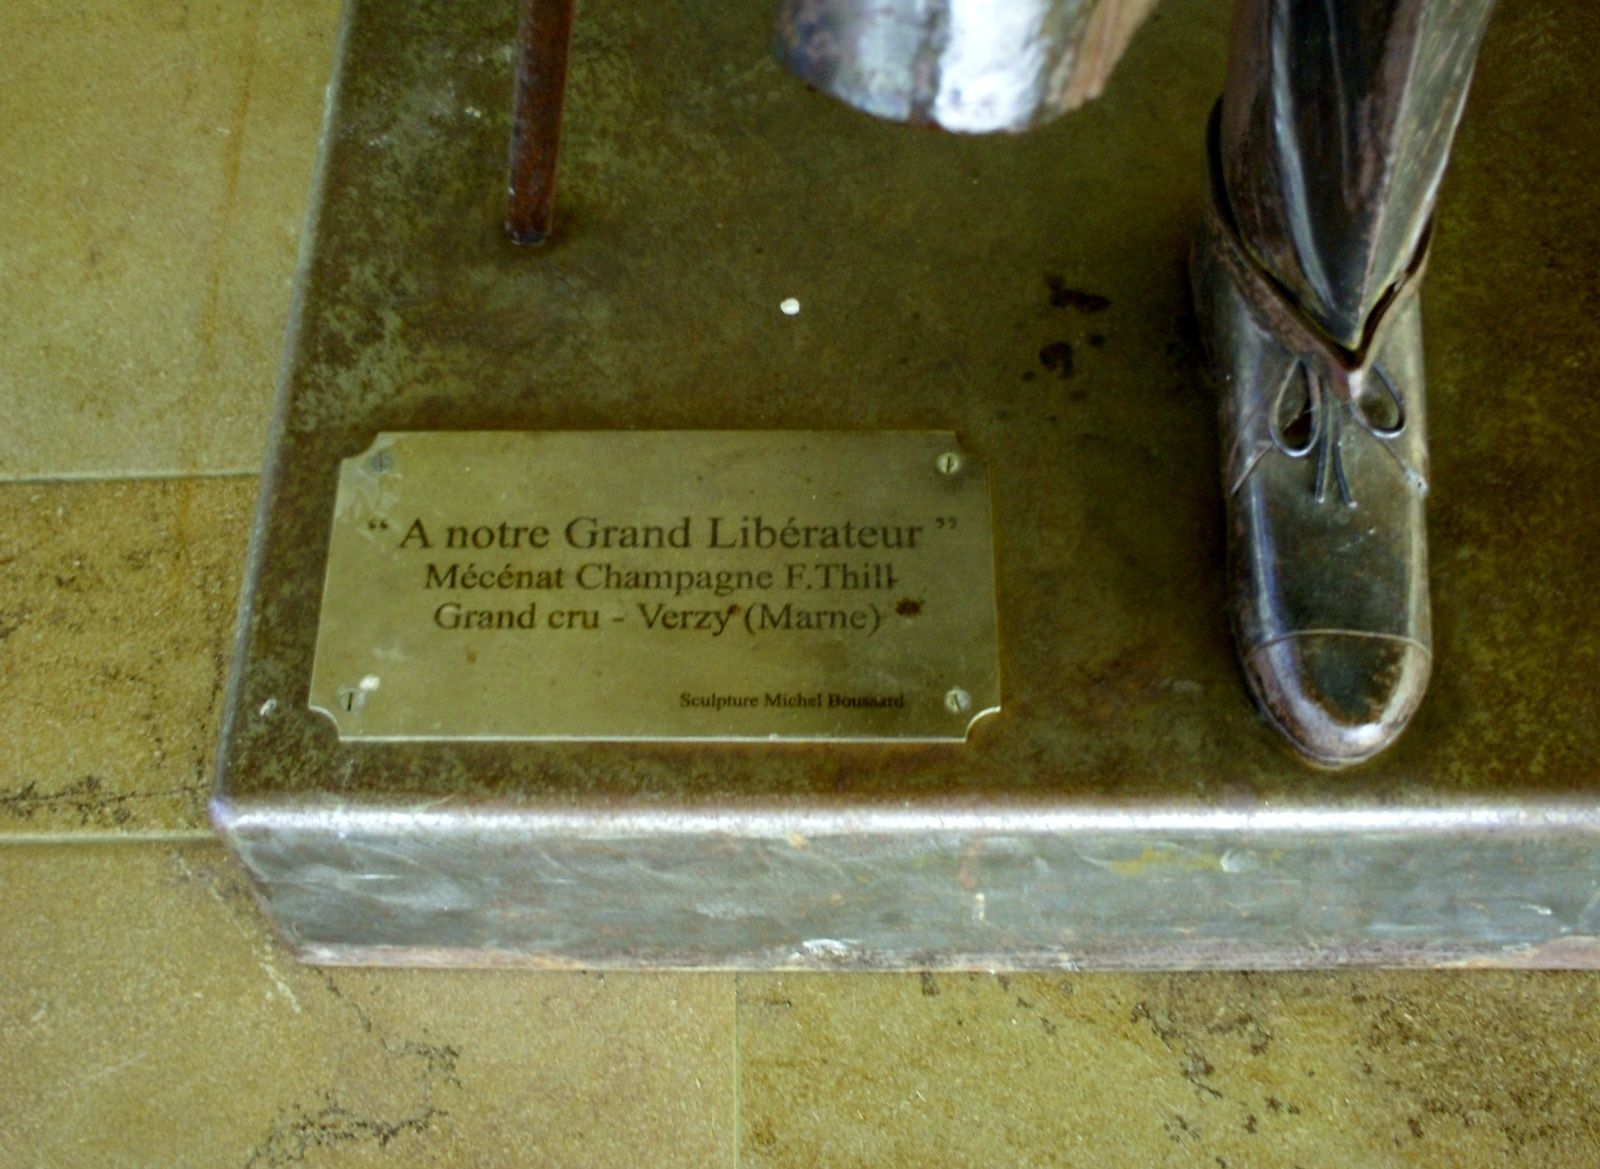 “ A notre Grand Libérateur ”
Mécénat Champagne F.Thill
Grand cru - Verzy (Marne)
Sculpture Michel Boussard